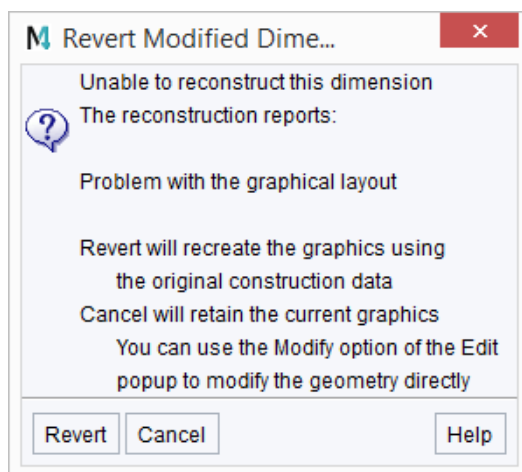 Revert Modified Dime...
Unable to reconstruct this dimension
The reconstruction reports:
Problem with the graphical layout
Revert will recreate the graphics using
the original construction data
Cancel will retain the current graphics
You can use the Modify option of the Edit
popup to modify the geometry directly
Revert Cancel Help